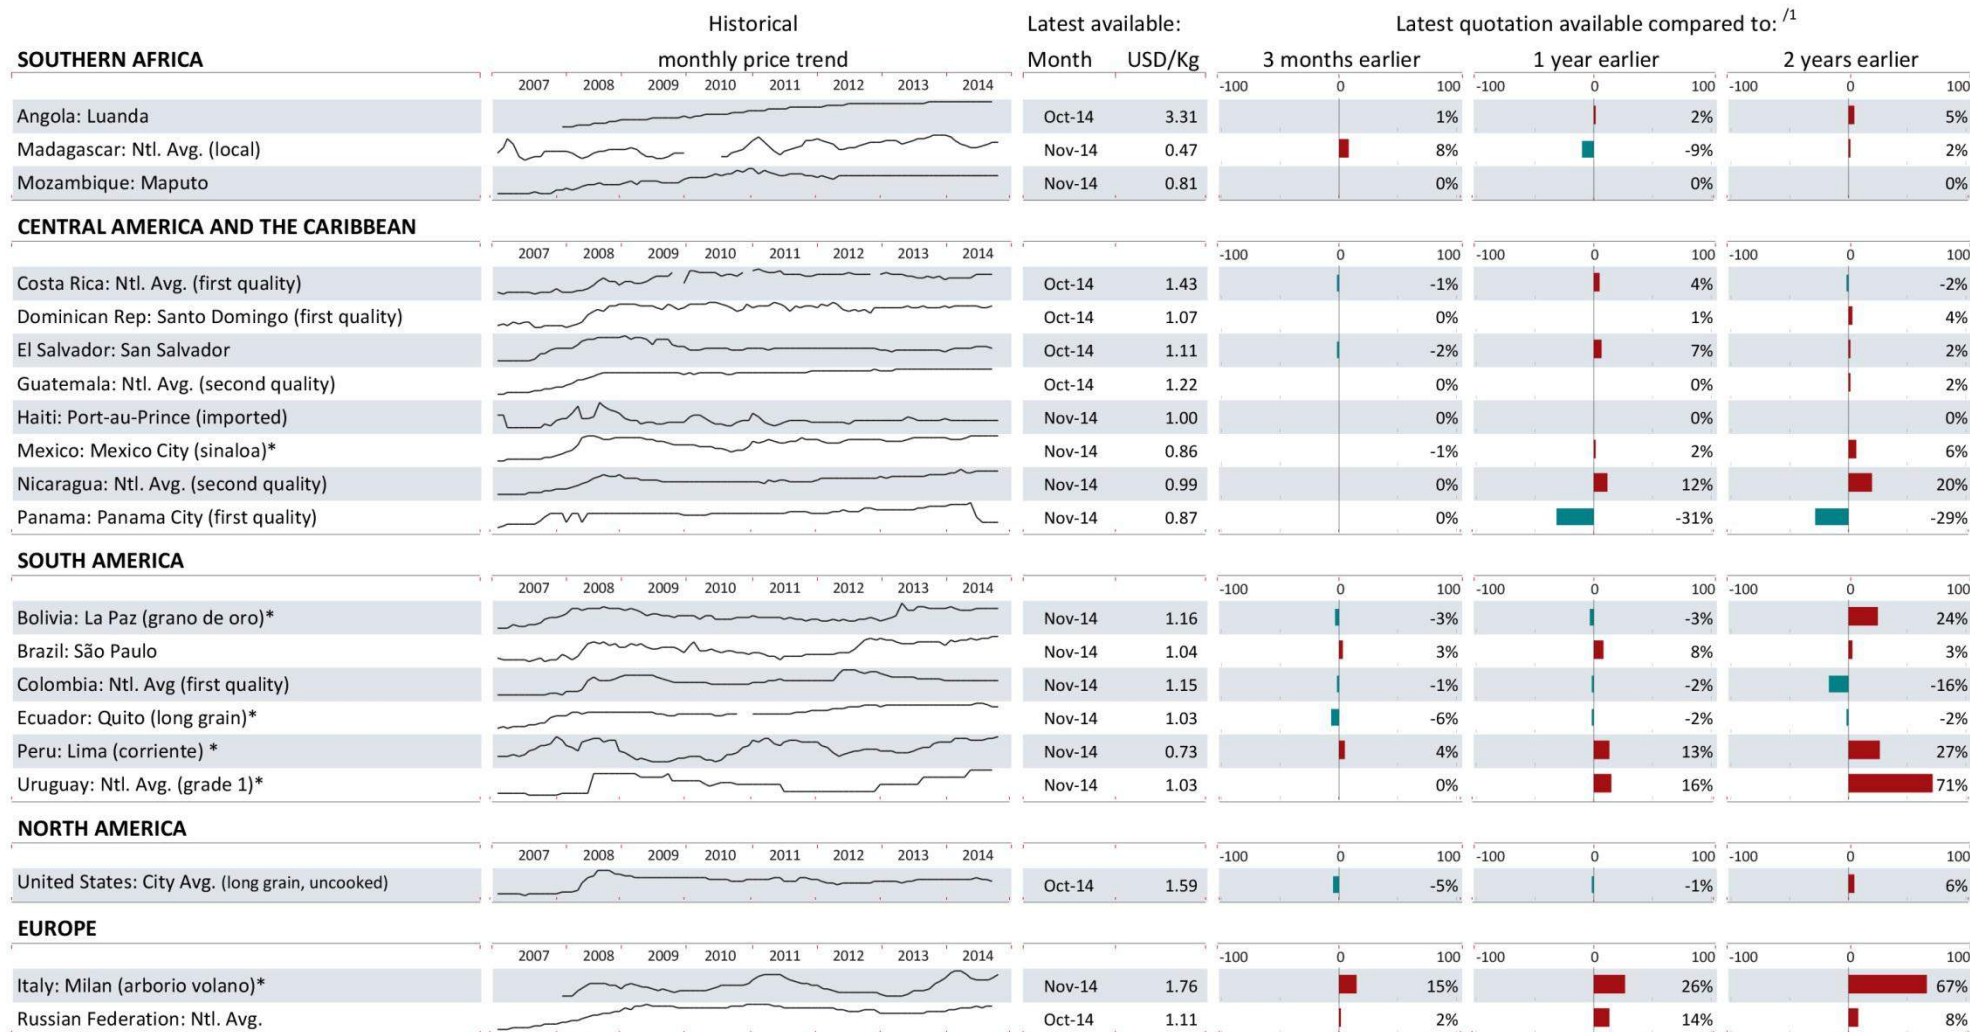 Historical Latest available: Latest quotation available compared to: /1
SOUTHERN AFRICA monthly price trend Month USD/Kg 3 months earlier 1 year earlier 2 years earlier
2007 2008 2009 2010 2011 2012 2013 2014 -100 0 100 -100 0 100 -100 0 100
Angola: Luanda Oct-14 3.31 1% 2% 5%
Madagascar: Ntl. Avg. (local) Nov-14 0.47 8% -9% 2%
Mozambique: Maputo Nov-14 0.81 0% 0% 0%
CENTRAL AMERICA AND THE CARIBBEAN
2007 2008 2009 2010 2011 2012 2013 2014 -100 0 100 -100 0 100 -100 0 100
Costa Rica: Ntl. Avg. (first quality) Oct-14 1.43 -1% 4% -2%
Dominican Rep: Santo Domingo (first quality) Oct-14 1.07 0% 1% 4%
El Salvador: San Salvador Oct-14 1.11 -2% 7% 2%
Guatemala: Ntl. Avg. (second quality) Oct-14 1.22 0% 0% 2%
Haiti: Port-au-Prince (imported) Nov-14 1.00 0% 0% 0%
Mexico: Mexico City (sinaloa)* Nov-14 0.86 -1% 2% 6%
Nicaragua: Ntl. Avg. (second quality) Nov-14 0.99 0% 12% 20%
Panama: Panama City (first quality) Nov-14 0.87 0% -31% -29%
SOUTH AMERICA
2007 2008 2009 2010 2011 2012 2013 2014 -100 0 100 -100 0 100 -100 0 100
Bolivia: La Paz (grano de oro)* Nov-14 1.16 -3% -3% 24%
Brazil: São Paulo Nov-14 1.04 3% 8% 3%
Colombia: Ntl. Avg (first quality) Nov-14 1.15 -1% -2% -16%
Ecuador: Quito (long grain)* Nov-14 1.03 -6% -2% -2%
Peru: Lima (corriente) * Nov-14 0.73 4% 13% 27%
Uruguay: Ntl. Avg. (grade 1)* Nov-14 1.03 0% 16% 71%
NORTH AMERICA
2007 2008 2009 2010 2011 2012 2013 2014 -100 0 100 -100 0 100 -100 0 100
United States: City Avg. (long grain, uncooked) Oct-14 1.59 -5% -1% 6%
EUROPE
2007 2008 2009 2010 2011 2012 2013 2014 -100 0 100 -100 0 100 -100 0 100
Italy: Milan (arborio volano)* Nov-14 1.76 15% 26% 67%
Russian Federation: Ntl. Avg. Oct-14 1.11 2% 14% 8%